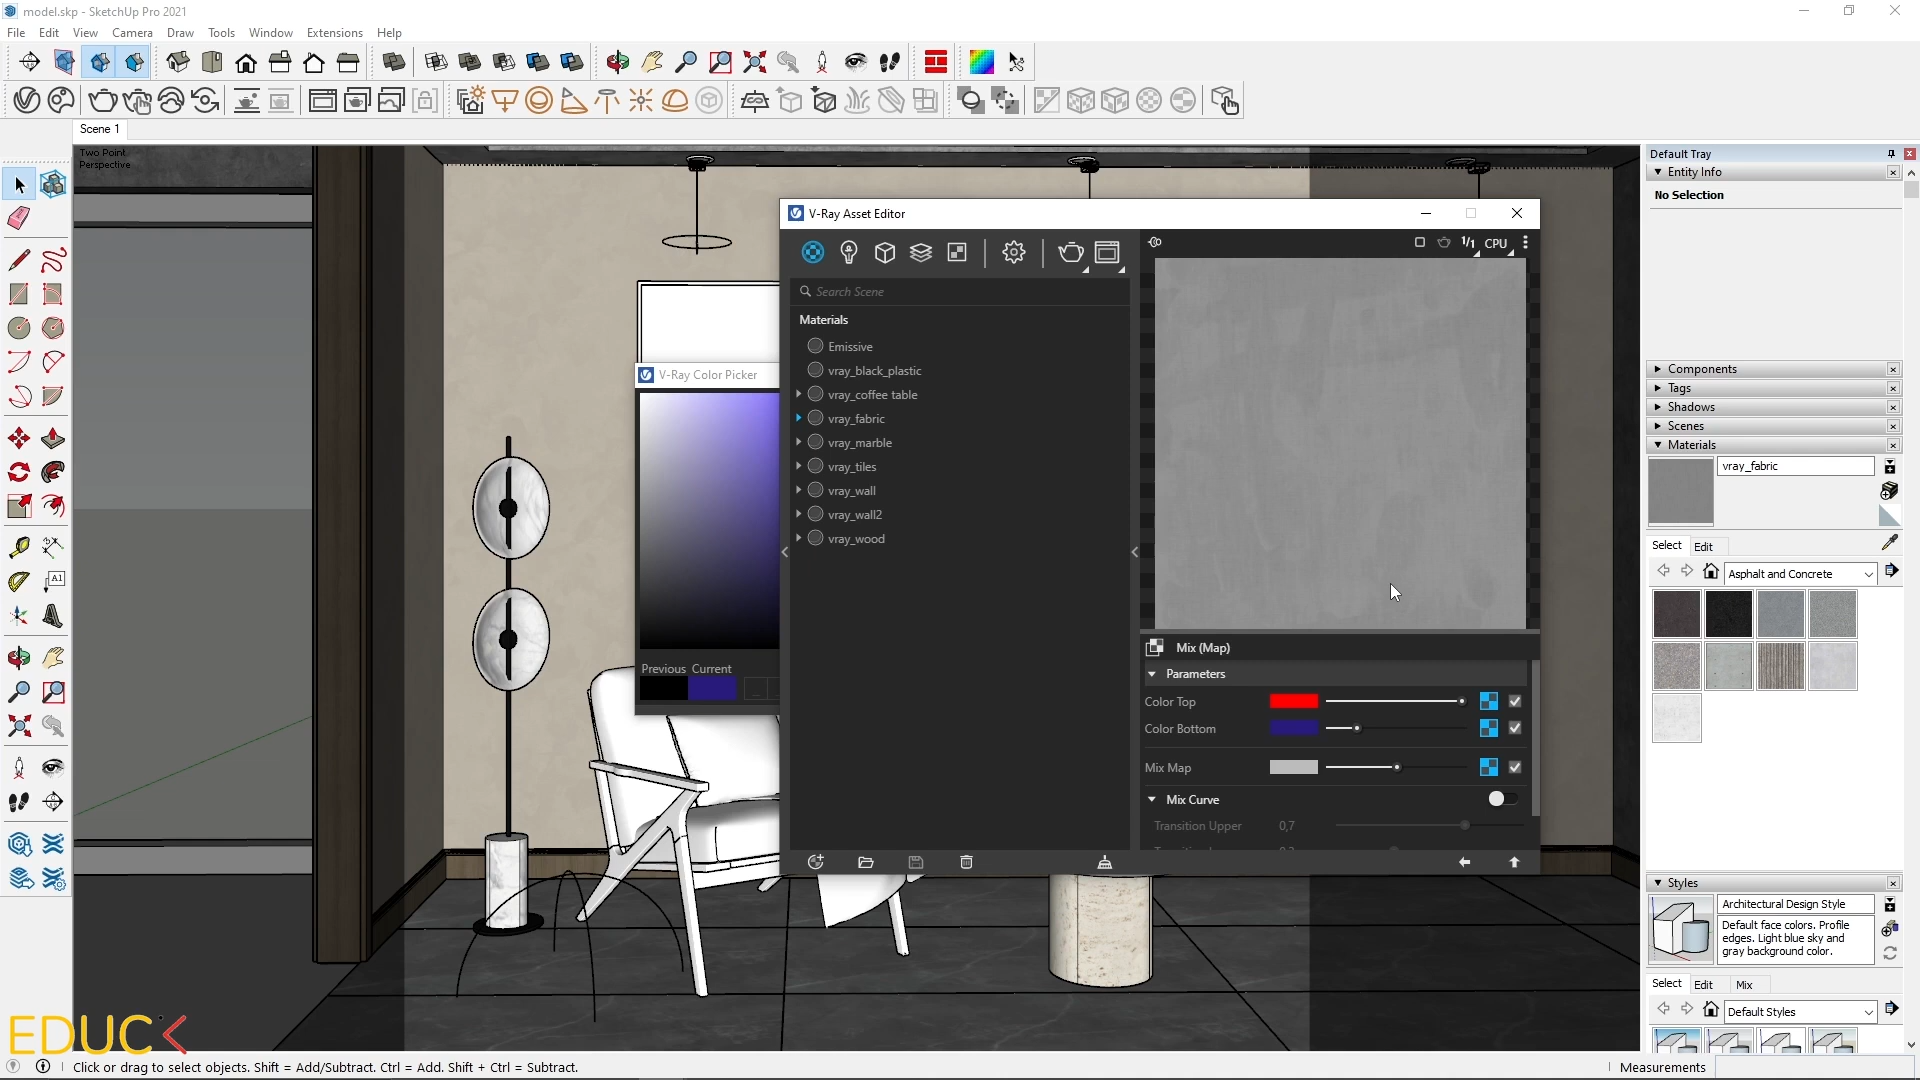 model.skp - SketchUp Pro 2021
File Edit View Camera Draw Tools Window Extensions Help
Scene 1
Two Point
Perspective
V-Ray Asset Editor
1/1 CPU
Search Scene
Materials
Emissive
vray_black_plastic
vray_coffee table
vray_fabric
vray_marble
vray_tiles
vray_wall
vray_wall2
vray_wood
V-Ray Color Picker
Previous Current
Mix (Map)
Parameters
Color Top
Color Bottom
Mix Map
Mix Curve
Transition Upper 0,7
Default Tray
Entity Info
No Selection
Components
Tags
Shadows
Scenes
Materials
vray_fabric
Select Edit
Asphalt and Concrete
Styles
Architectural Design Style
Default face colors. Profile
edges. Light blue sky and
gray background color.
Select Edit Mix
Default Styles
A1
EDUC
Click or drag to select objects. Shift = Add/Subtract. Ctrl = Add. Shift + Ctrl = Subtract.
Measurements